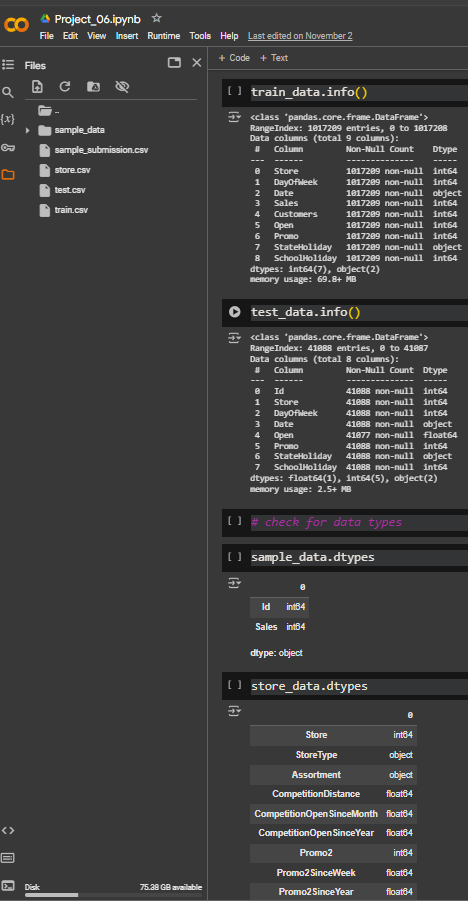 Project_06.ipynb
File Edit View Insert Runtime Tools Help Last edited on November 2
Files
..
sample_data
sample_submission.csv
store.csv
test.csv
train.csv
{x}
<>
Disk 75.38 GB available
+ Code + Text
[ ] train_data.info()
<class 'pandas.core.frame.DataFrame'>
RangeIndex: 1017209 entries, 0 to 1017208
Data columns (total 9 columns):
# Column Non-Null Count Dtype
--- ------ -------------- -----
0 Store 1017209 non-null int64
1 DayOfWeek 1017209 non-null int64
2 Date 1017209 non-null object
3 Sales 1017209 non-null int64
4 Customers 1017209 non-null int64
5 Open 1017209 non-null int64
6 Promo 1017209 non-null int64
7 StateHoliday 1017209 non-null object
8 SchoolHoliday 1017209 non-null int64
dtypes: int64(7), object(2)
memory usage: 69.8+ MB
test_data.info()
<class 'pandas.core.frame.DataFrame'>
RangeIndex: 41088 entries, 0 to 41087
Data columns (total 8 columns):
# Column Non-Null Count Dtype
--- ------ -------------- -----
0 Id 41088 non-null int64
1 Store 41088 non-null int64
2 DayOfWeek 41088 non-null int64
3 Date 41088 non-null object
4 Open 41077 non-null float64
5 Promo 41088 non-null int64
6 StateHoliday 41088 non-null object
7 SchoolHoliday 41088 non-null int64
dtypes: float64(1), int64(5), object(2)
memory usage: 2.5+ MB
[ ] # check for data types
[ ] sample_data.dtypes
0
Id int64
Sales int64
dtype: object
[ ] store_data.dtypes
0
Store int64
StoreType object
Assortment object
CompetitionDistance float64
CompetitionOpenSinceMonth float64
CompetitionOpenSinceYear float64
Promo2 int64
Promo2SinceWeek float64
Promo2SinceYear float64